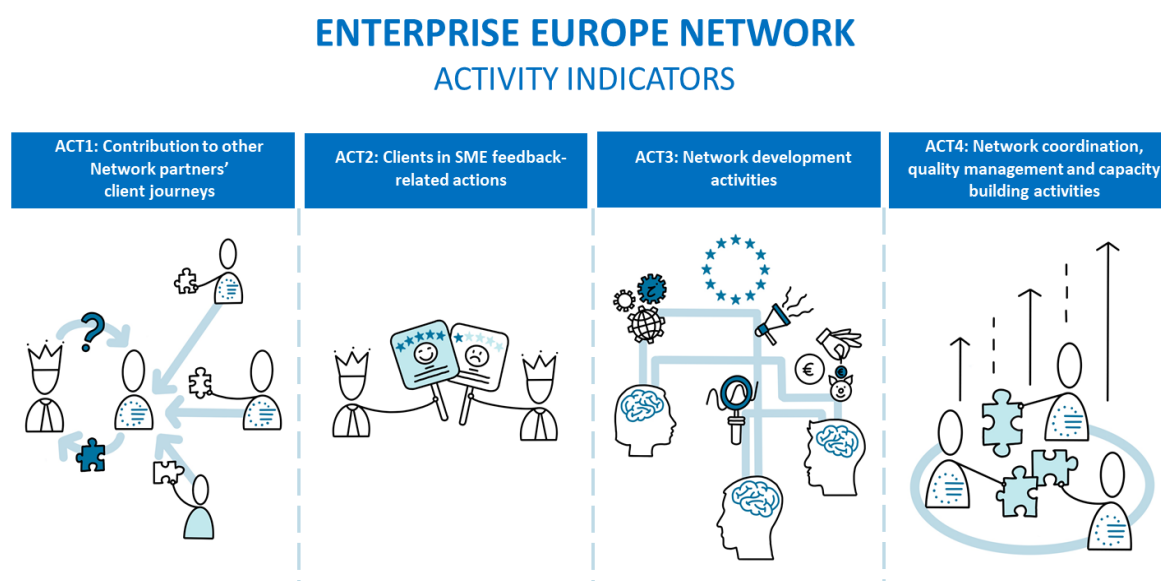 ENTERPRISE EUROPE NETWORK
ACTIVITY INDICATORS
ACT1: Contribution to other
Network partners’
client journeys
ACT2: Clients in SME feedback-
related actions
ACT3: Network development
activities
ACT4: Network coordination,
quality management and capacity
building activities
?
€
€